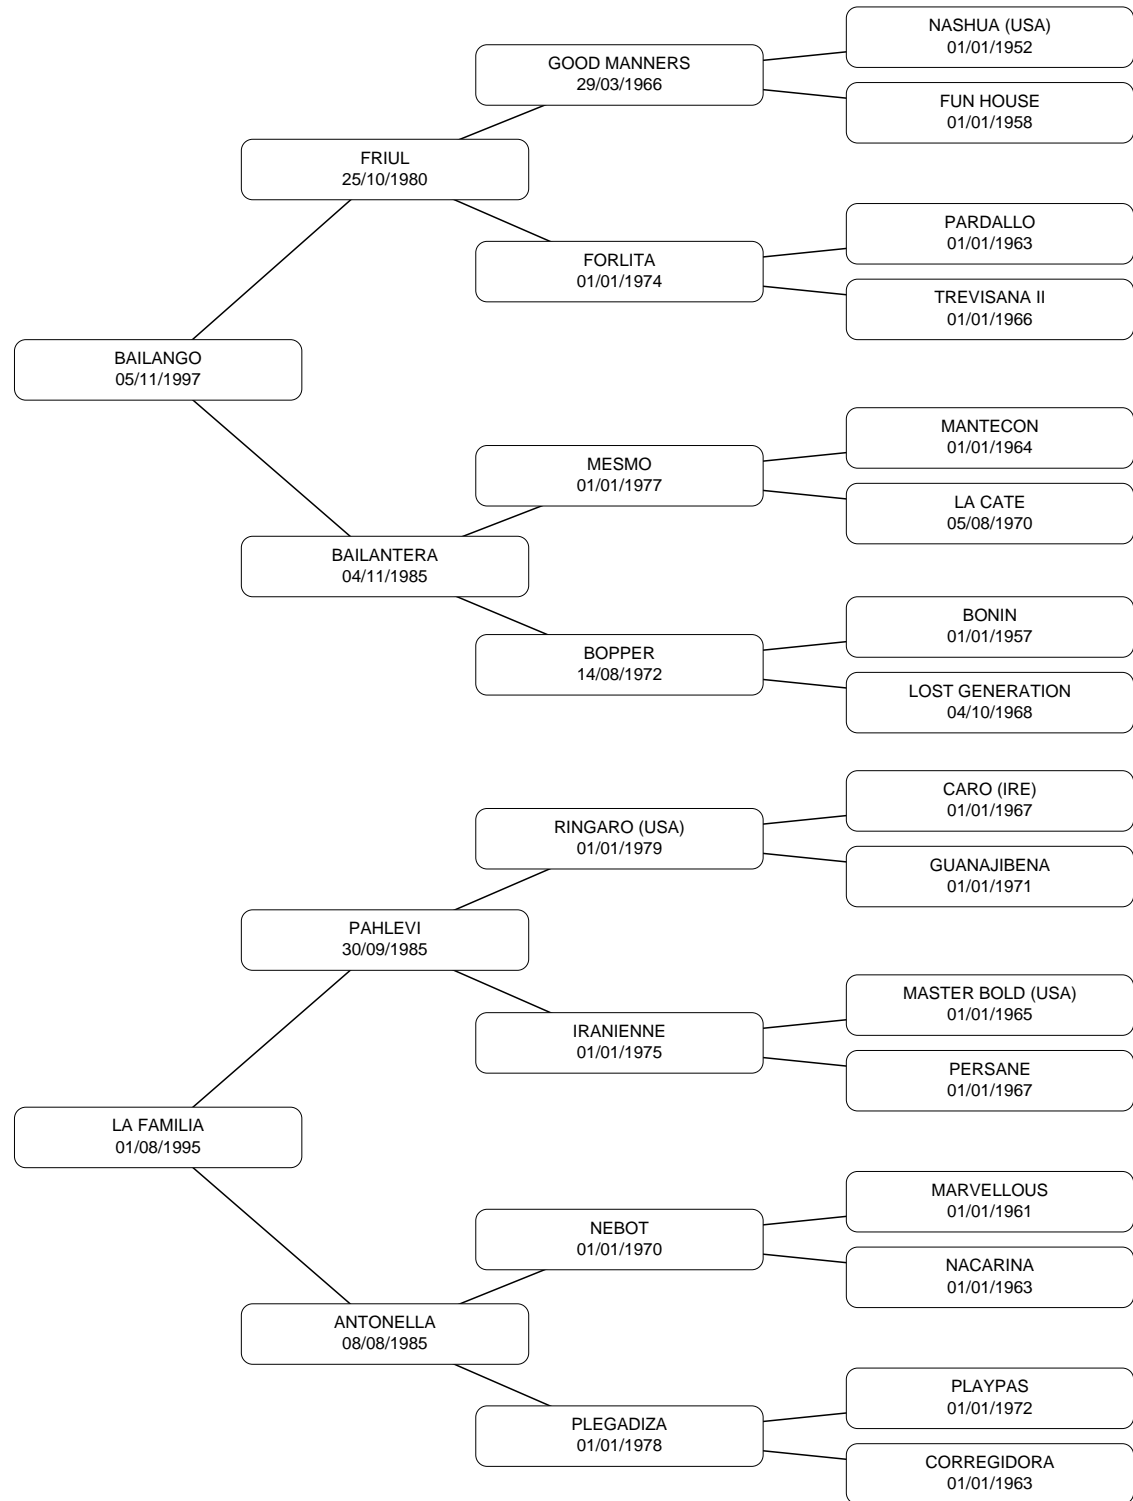 NASHUA (USA)
01/01/1952
GOOD MANNERS
29/03/1966
FUN HOUSE
01/01/1958
FRIUL
25/10/1980
PARDALLO
01/01/1963
FORLITA
01/01/1974
TREVISANA II
01/01/1966
BAILANGO
05/11/1997
MANTECON
01/01/1964
MESMO
01/01/1977
LA CATE
05/08/1970
BAILANTERA
04/11/1985
BONIN
01/01/1957
BOPPER
14/08/1972
LOST GENERATION
04/10/1968
CARO (IRE)
01/01/1967
RINGARO (USA)
01/01/1979
GUANAJIBENA
01/01/1971
PAHLEVI
30/09/1985
MASTER BOLD (USA)
01/01/1965
IRANIENNE
01/01/1975
PERSANE
01/01/1967
LA FAMILIA
01/08/1995
MARVELLOUS
01/01/1961
NEBOT
01/01/1970
NACARINA
01/01/1963
ANTONELLA
08/08/1985
PLAYPAS
01/01/1972
PLEGADIZA
01/01/1978
CORREGIDORA
01/01/1963